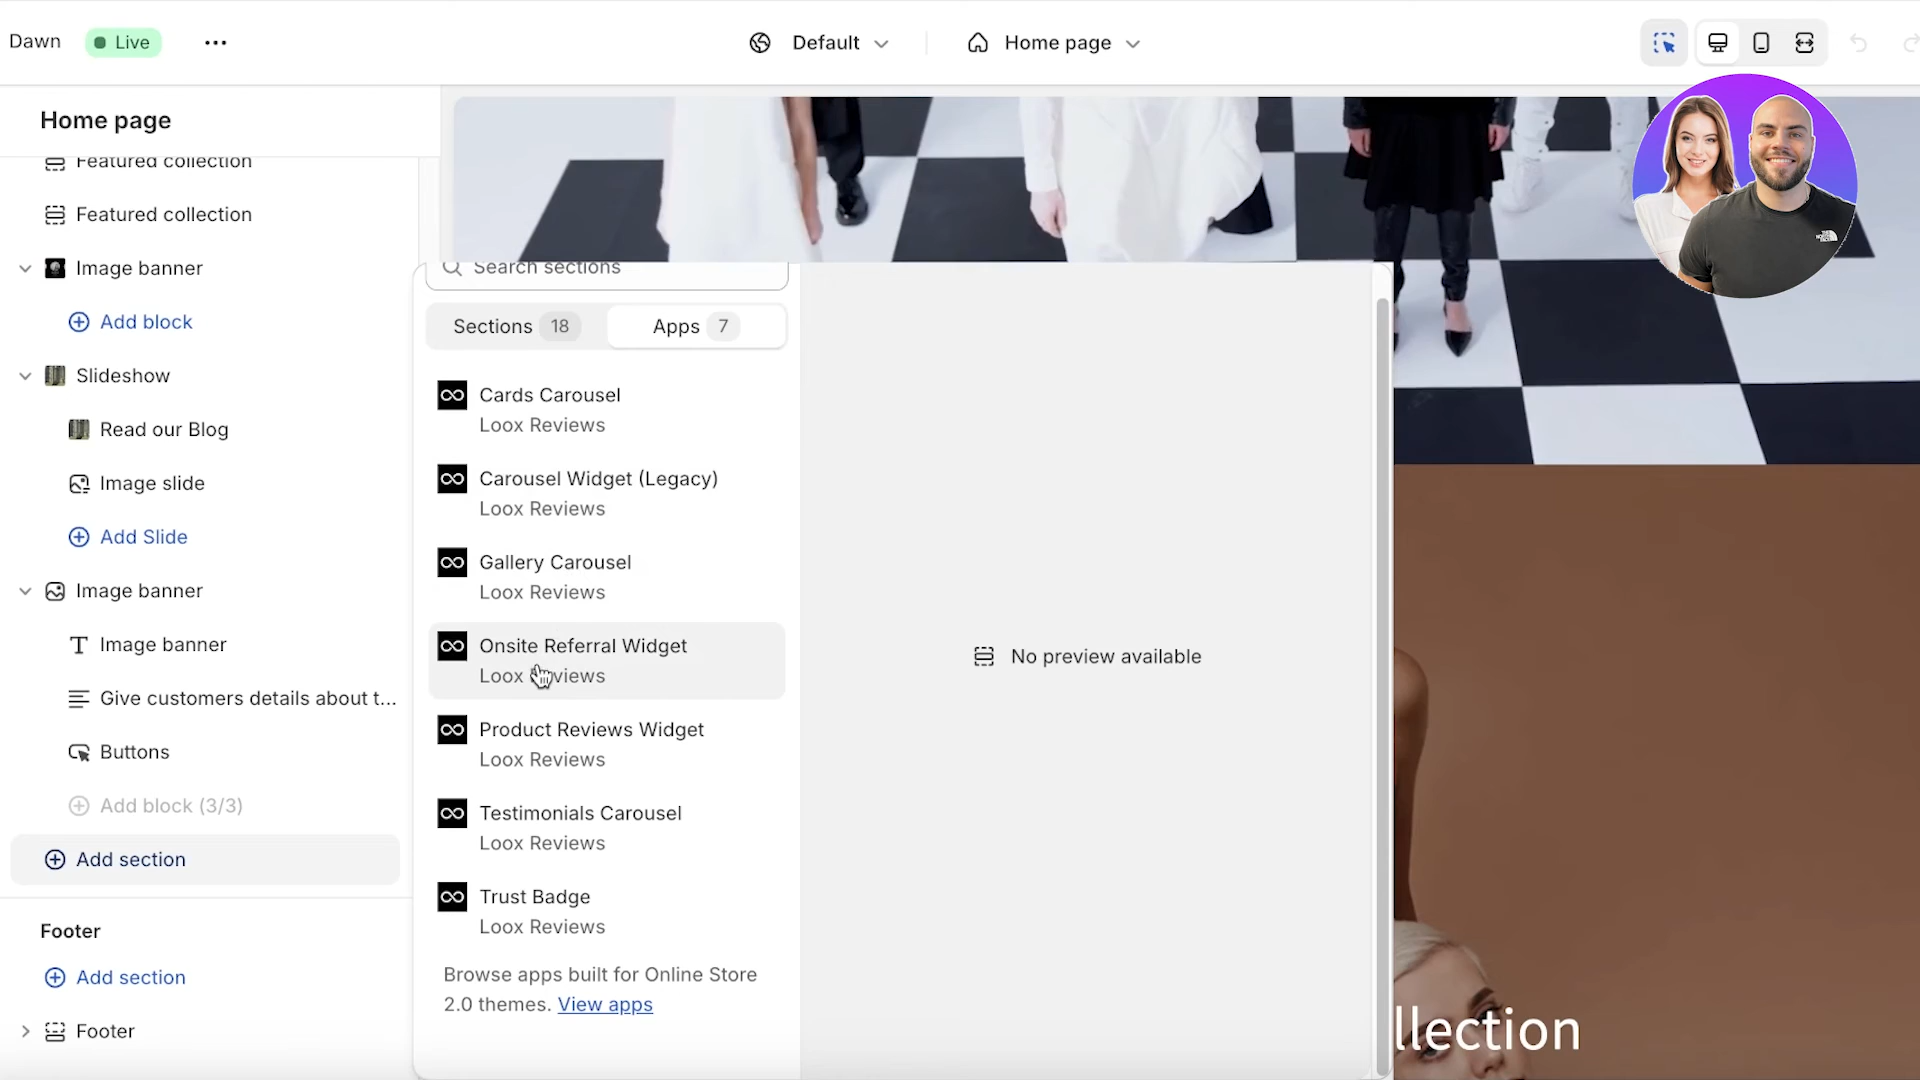 Dawn
Live
Default
Home page
Home page
Featured collection
Featured collection
Image banner
Add block
Slideshow
Read our Blog
Image slide
Add Slide
Image banner
Image banner
Give customers details about t...
Buttons
Add block (3/3)
Add section
Footer
Add section
Footer
Search sections
Sections 18
Apps 7
Cards Carousel
Loox Reviews
Carousel Widget (Legacy)
Loox Reviews
Gallery Carousel
Loox Reviews
Onsite Referral Widget
Loox Reviews
Product Reviews Widget
Loox Reviews
Testimonials Carousel
Loox Reviews
Trust Badge
Loox Reviews
Browse apps built for Online Store
2.0 themes. View apps
No preview available
llection